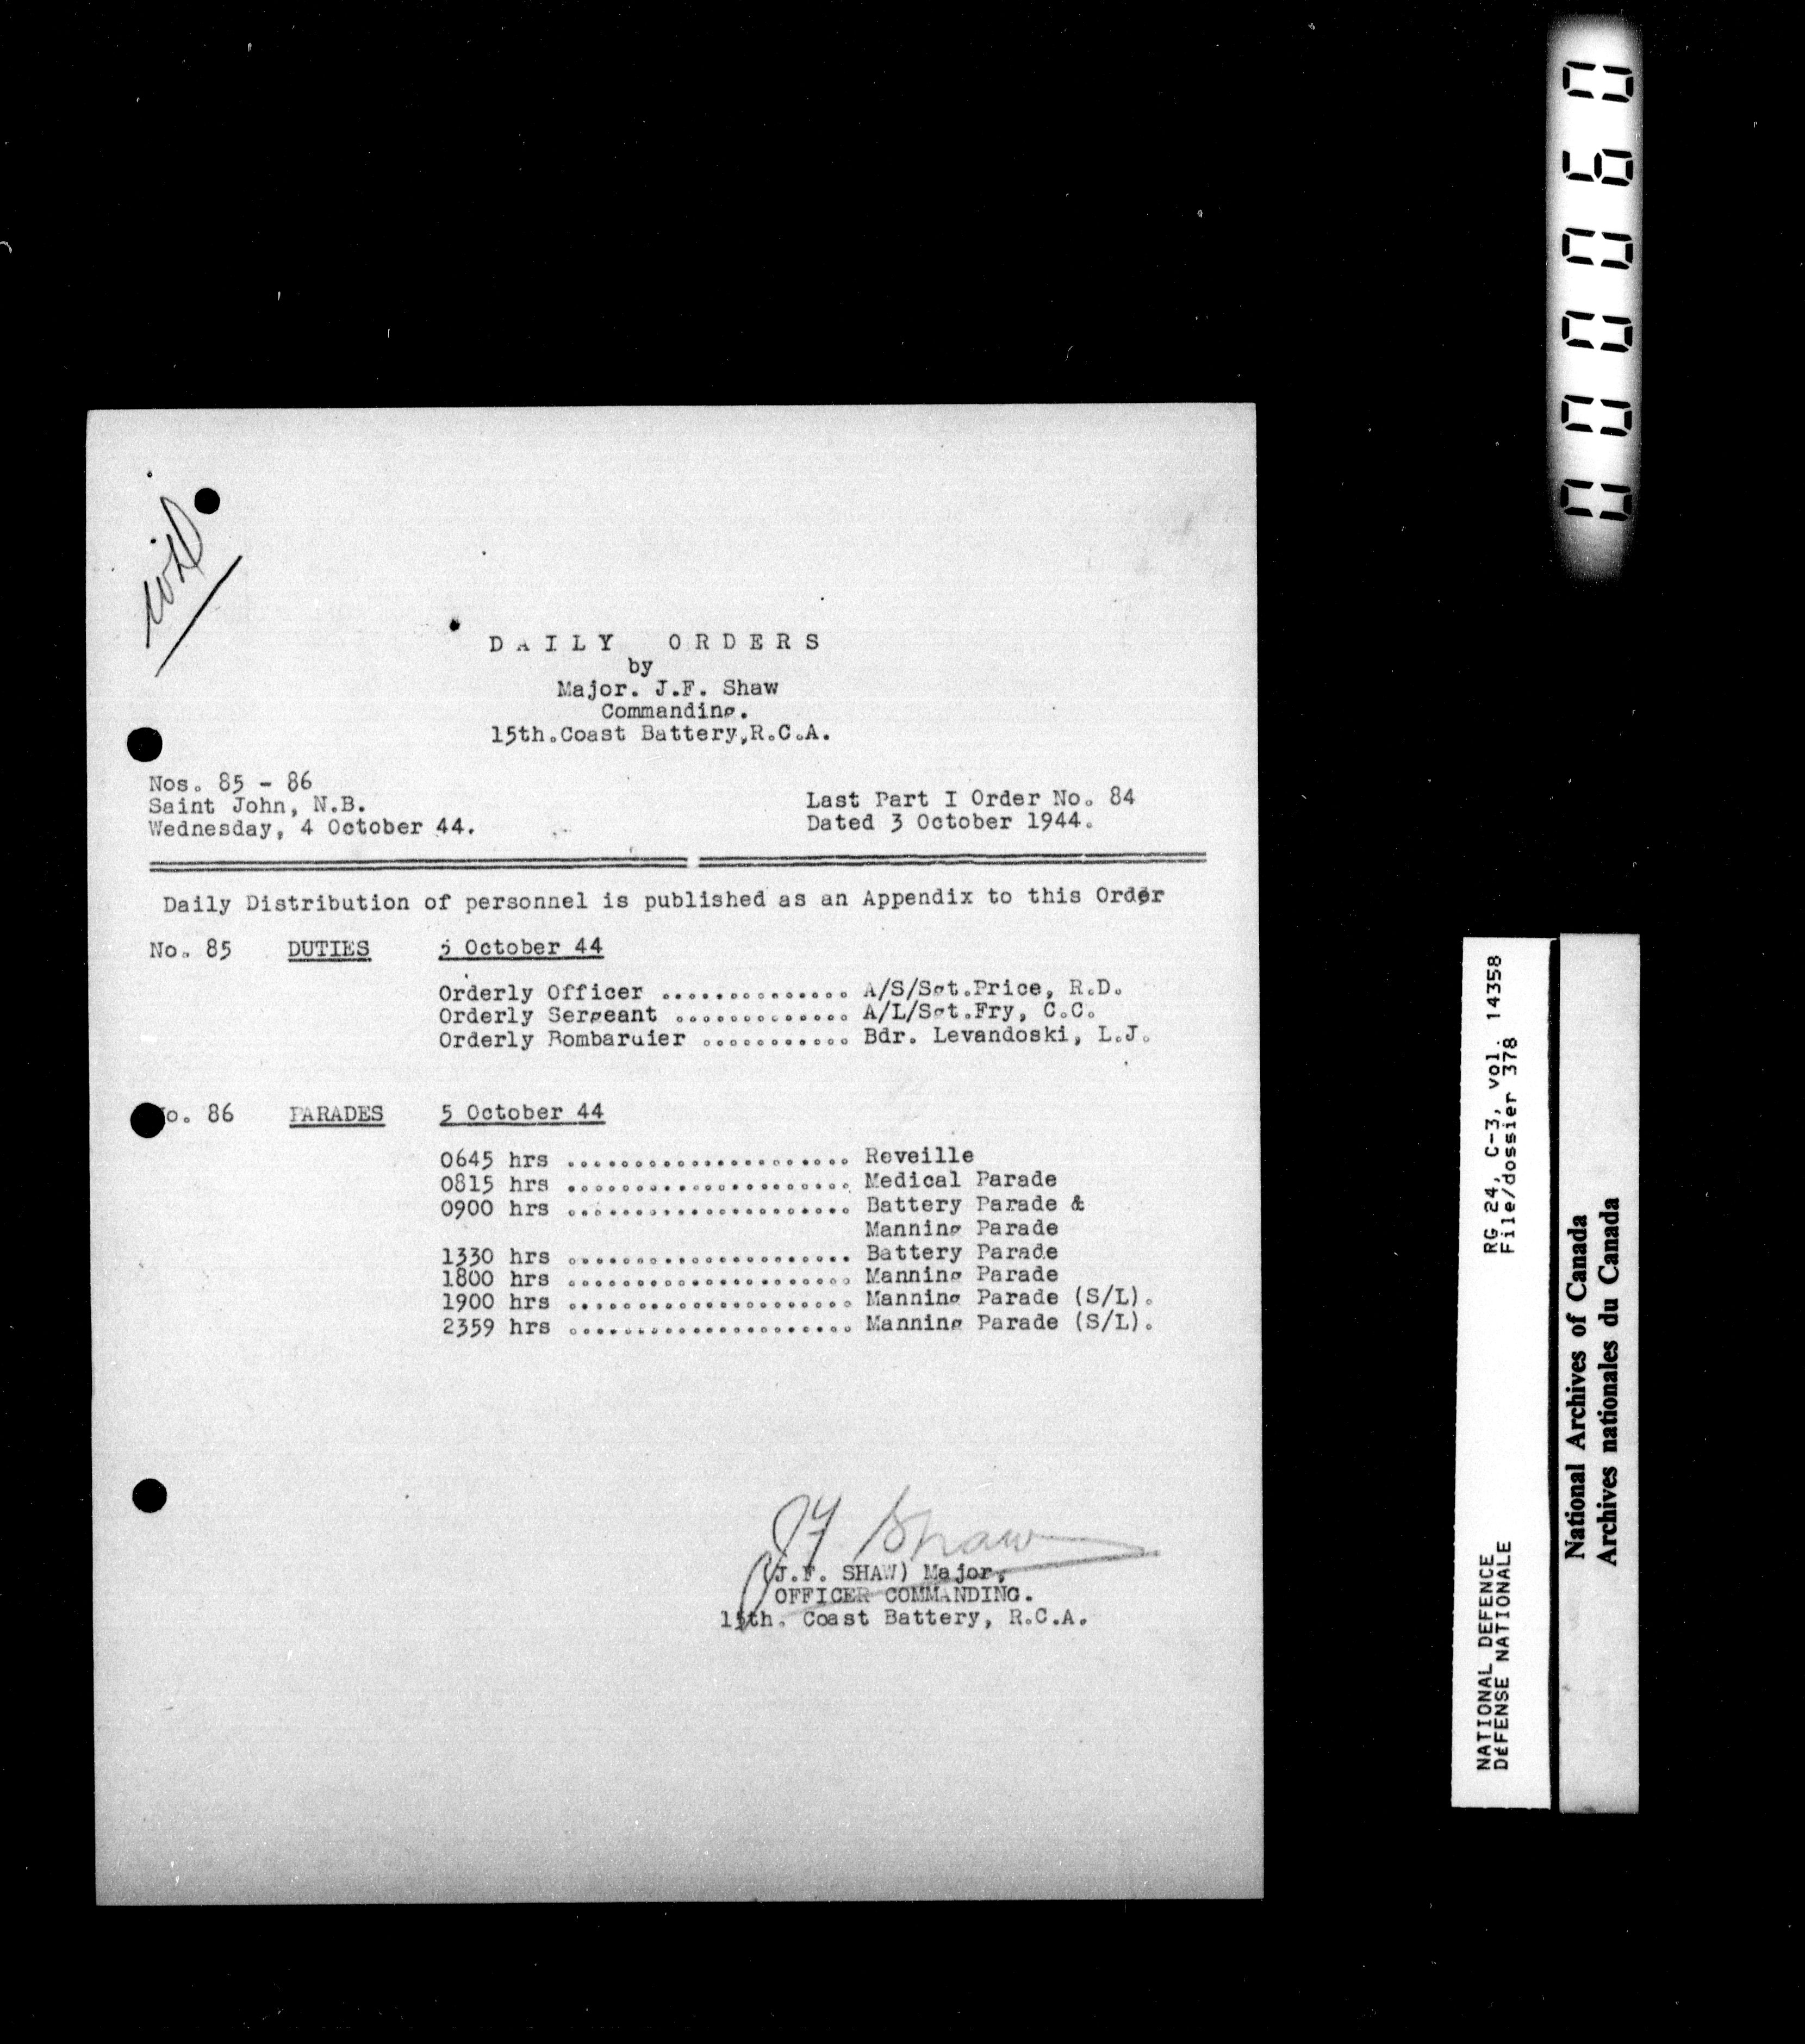 DAILY ORDERS
by
Major. J.F. Shaw
Commanding.
15th.Coast Battery,R.C.A.
Nos. 85 - 86
Saint John, N.B.
Wednesday, 4 October 44.
Last Part I Order No. 84
Dated 3 October 1944.
Daily Distribution of personnel is published as an Appendix to this Order
No. 85 DUTIES 5 October 44
Orderly Officer .............. A/S/Sgt.Price, R.D.
Orderly Sergeant ............. A/L/Sgt.Fry, C.C.
Orderly Bombardier ........... Bdr. Levandoski, L.J.
No. 86 PARADES 5 October 44
0645 hrs ..................... Reveille
0815 hrs ..................... Medical Parade
0900 hrs ..................... Battery Parade &
Manning Parade
1330 hrs ..................... Battery Parade
1800 hrs ..................... Manning Parade
1900 hrs ..................... Manning Parade (S/L).
2359 hrs ..................... Manning Parade (S/L).
JF Shaw
(J.F. SHAW) Major,
OFFICER COMMANDING.
15th. Coast Battery, R.C.A.
NATIONAL DEFENCE RG 24, C-3, vol. 14358
DÉFENSE NATIONALE File/dossier 378
National Archives of Canada
Archives nationales du Canada